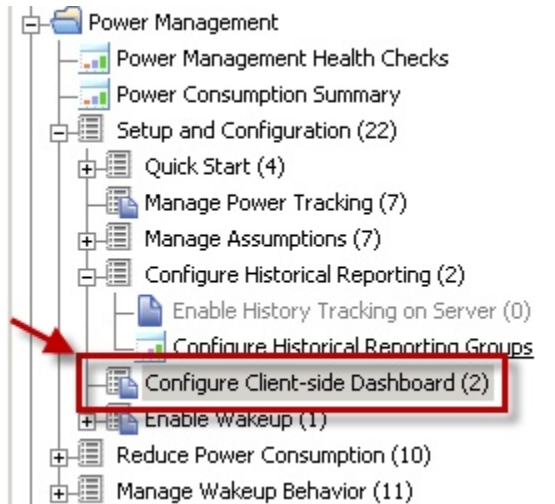 Power Management
Power Management Health Checks
Power Consumption Summary
Setup and Configuration (22)
Quick Start (4)
Manage Power Tracking (7)
Manage Assumptions (7)
Configure Historical Reporting (2)
Enable History Tracking on Server (0)
Configure Historical Reporting Groups
Configure Client-side Dashboard (2)
Enable Wakeup (1)
Reduce Power Consumption (10)
Manage Wakeup Behavior (11)